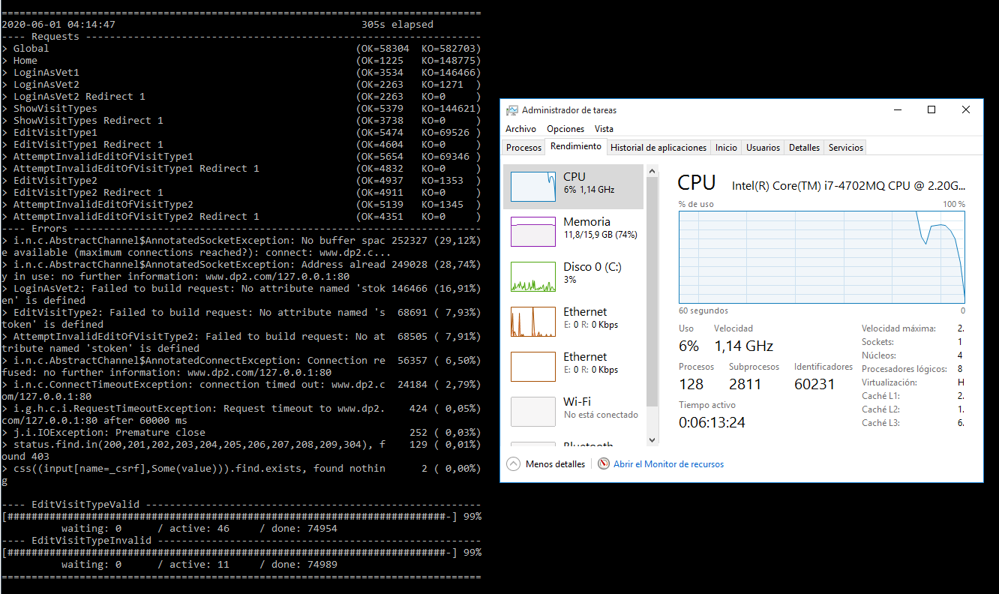 ================================================================================
2020-06-01 04:14:47                                         305s elapsed
---- Requests ------------------------------------------------------------------
> Global                                                   (OK=58304  KO=582703)
> Home                                                     (OK=1225   KO=148775)
> LoginAsVet1                                              (OK=3534   KO=146466)
> LoginAsVet2                                              (OK=2263   KO=1271  )
> LoginAsVet2 Redirect 1                                   (OK=2263   KO=0     )
> ShowVisitTypes                                           (OK=5379   KO=144621)
> ShowVisitTypes Redirect 1                                (OK=3738   KO=0     )
> EditVisitType1                                           (OK=5474   KO=69526 )
> EditVisitType1 Redirect 1                                (OK=4604   KO=0     )
> AttemptInvalidEditOfVisitType1                           (OK=5654   KO=69346 )
> AttemptInvalidEditOfVisitType1 Redirect 1                (OK=4832   KO=0     )
> EditVisitType2                                           (OK=4937   KO=1353  )
> EditVisitType2 Redirect 1                                (OK=4911   KO=0     )
> AttemptInvalidEditOfVisitType2                           (OK=5139   KO=1345  )
> AttemptInvalidEditOfVisitType2 Redirect 1                (OK=4351   KO=0     )
---- Errors --------------------------------------------------------------------
> i.n.c.AbstractChannel$AnnotatedSocketException: No buffer spac 252327 (29,12%)
e available (maximum connections reached?): connect: www.dp2.c...
> i.n.c.AbstractChannel$AnnotatedSocketException: Address alread 249028 (28,74%)
y in use: no further information: www.dp2.com/127.0.0.1:80
> LoginAsVet2: Failed to build request: No attribute named 'stok 146466 (16,91%)
en' is defined
> EditVisitType2: Failed to build request: No attribute named 's  68691 ( 7,93%)
token' is defined
> AttemptInvalidEditOfVisitType2: Failed to build request: No at  68505 ( 7,91%)
tribute named 'stoken' is defined
> i.n.c.AbstractChannel$AnnotatedConnectException: Connection re  56357 ( 6,50%)
fused: no further information: www.dp2.com/127.0.0.1:80
> i.n.c.ConnectTimeoutException: connection timed out: www.dp2.c  24184 ( 2,79%)
om/127.0.0.1:80
> i.g.h.c.i.RequestTimeoutException: Request timeout to www.dp2.    424 ( 0,05%)
com/127.0.0.1:80 after 60000 ms
> j.i.IOException: Premature close                                  252 ( 0,03%)
> status.find.in(200,201,202,203,204,205,206,207,208,209,304), f    129 ( 0,01%)
ound 403
> css((input[name=_csrf],Some(value))).find.exists, found nothin      2 ( 0,00%)
g
---- EditVisitTypeValid --------------------------------------------------------
[#########################################################################-] 99%
          waiting: 0      / active: 46     / done: 74954
---- EditVisitTypeInvalid ------------------------------------------------------
[#########################################################################-] 99%
          waiting: 0      / active: 11     / done: 74989
================================================================================
Administrador de tareas
Archivo Opciones Vista
Procesos Rendimiento Historial de aplicaciones Inicio Usuarios Detalles Servicios
CPU
6% 1,14 GHz
Memoria
11,8/15,9 GB (74%)
Disco 0 (C:)
3%
Ethernet
E: 0 R: 0 Kbps
Ethernet
E: 0 R: 0 Kbps
Wi-Fi
No está conectado
Bluetooth
CPU Intel(R) Core(TM) i7-4702MQ CPU @ 2.20G...
% de uso 100 %
60 segundos 0
Uso Velocidad
6% 1,14 GHz
Procesos Subprocesos Identificadores
128 2811 60231
Tiempo activo
0:06:13:24
Velocidad máxima: 2.
Sockets: 1
Núcleos: 4
Procesadores lógicos: 8
Virtualización: H
Caché L1: 2.
Caché L2: 1.
Caché L3: 6.
Menos detalles Abrir el Monitor de recursos